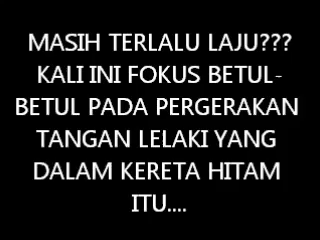 MASIH TERLALU LAJU???
KALI INI FOKUS BETUL-
BETUL PADA PERGERAKAN
TANGAN LELAKI YANG
DALAM KERETA HITAM
ITU....